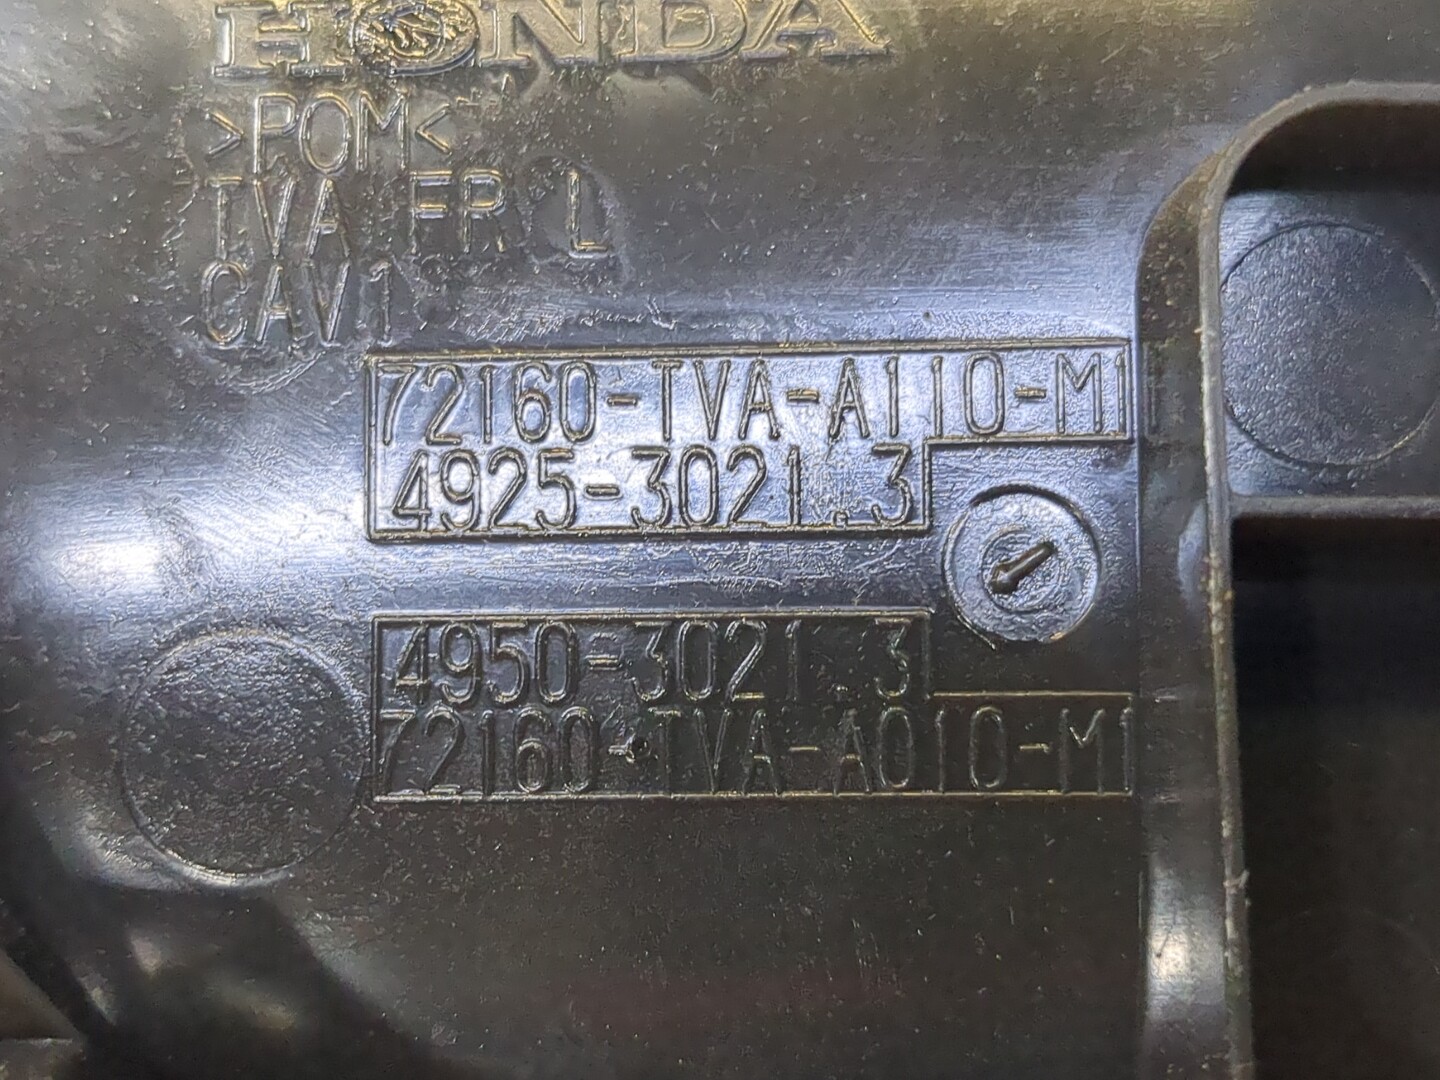 HONDA
>POM<
TVA FR L
CAV1
72160-TVA-A110-M1
4925-3021.3
4950-3021.3
72160-TVA-A010-M1